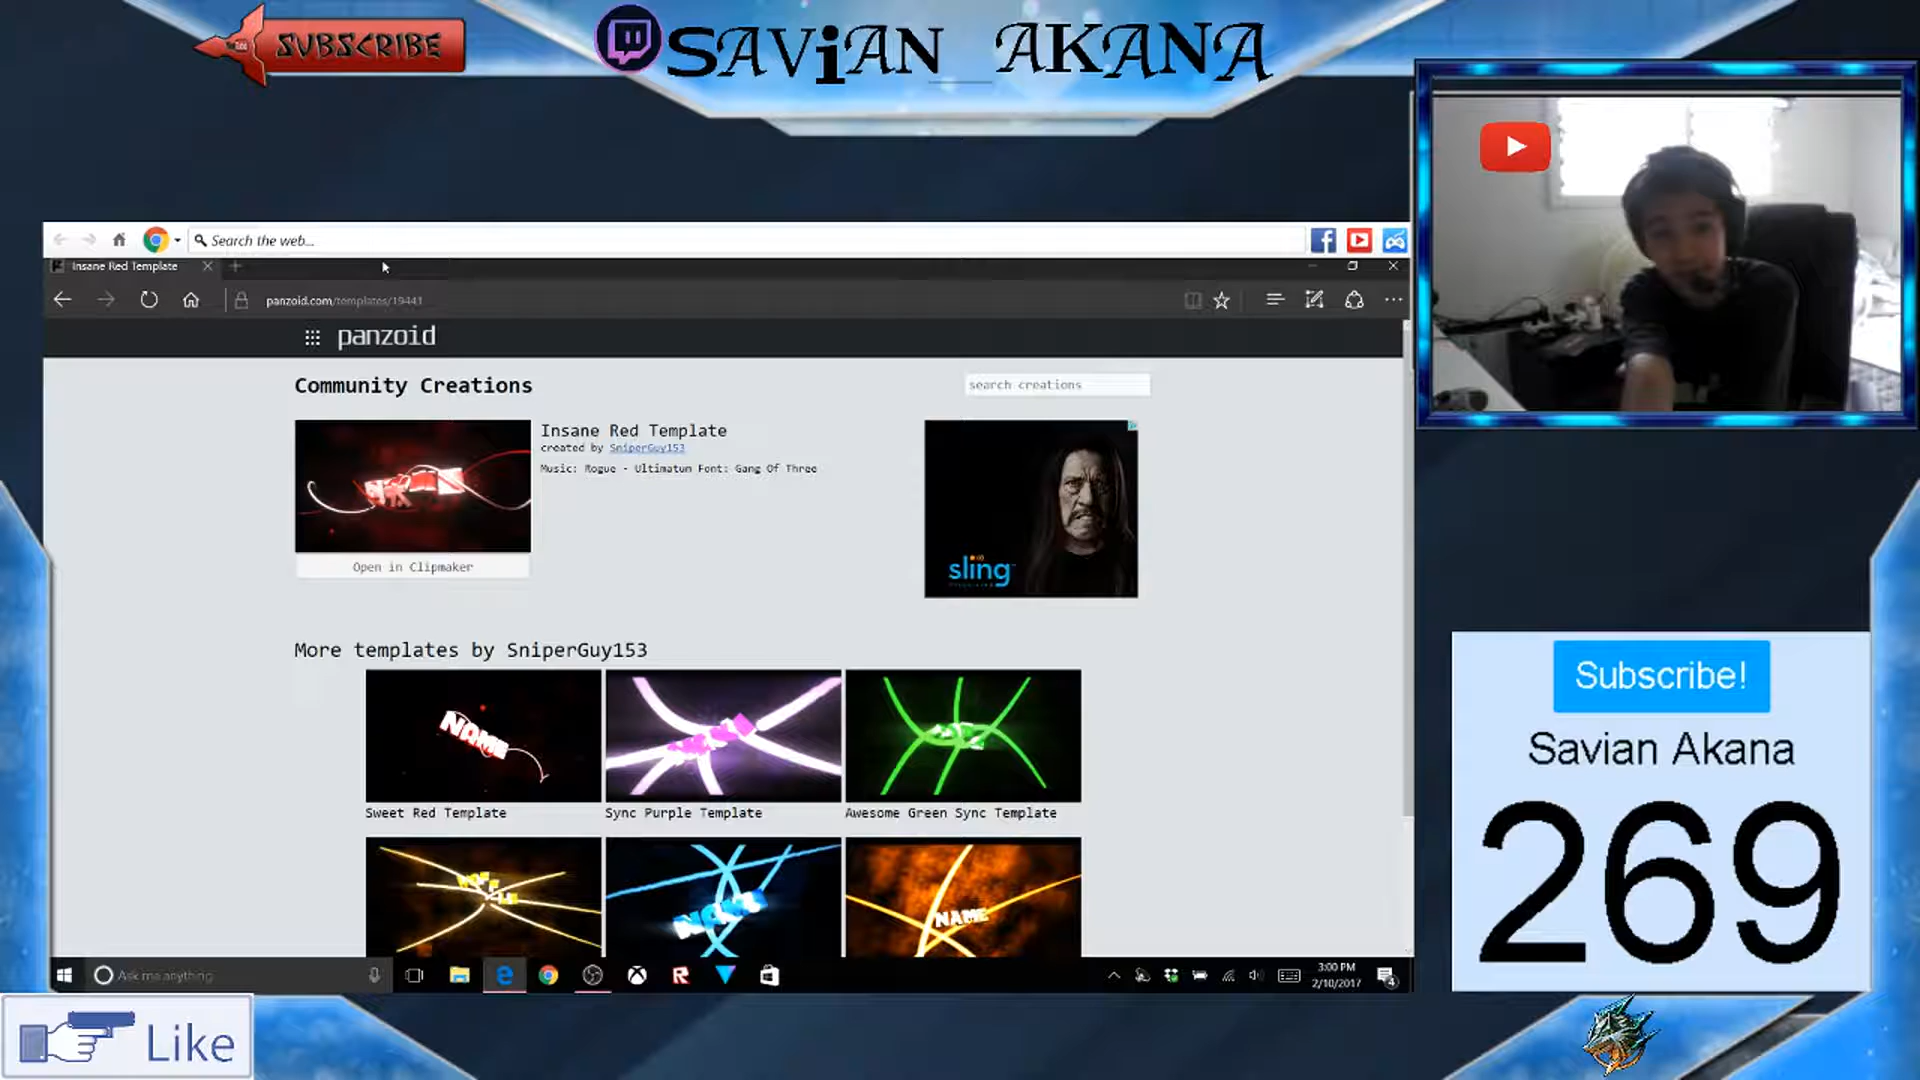 SUBSCRIBE
SAViAN_AKANA
Search the web...
Insane Red Template
panzoid.com/templates/19441
panzoid
Community Creations
search creations
Insane Red Template
created by SniperGuy153
Music: Rogue - Ultimatum Font: Gang Of Three
sling
Open in Clipmaker
More templates by SniperGuy153
NAME
Sweet Red Template
Sync Purple Template
Awesome Green Sync Template
NAME
Ask me anything
3:00 PM
2/10/2017
4
Like
Subscribe!
Savian Akana
269